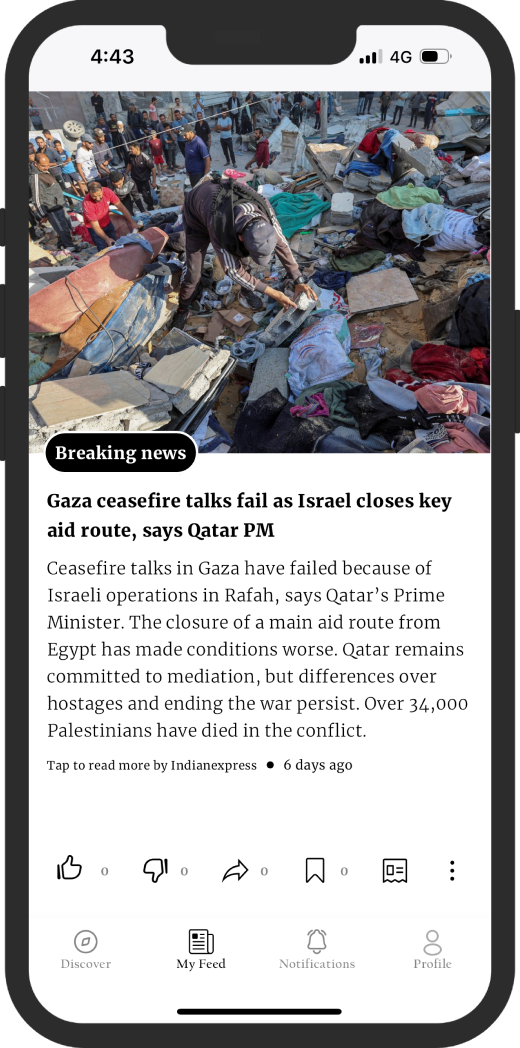 4:43
4G
Breaking news
Gaza ceasefire talks fail as Israel closes key
aid route, says Qatar PM
Ceasefire talks in Gaza have failed because of
Israeli operations in Rafah, says Qatar’s Prime
Minister. The closure of a main aid route from
Egypt has made conditions worse. Qatar remains
committed to mediation, but differences over
hostages and ending the war persist. Over 34,000
Palestinians have died in the conflict.
Tap to read more by Indianexpress • 6 days ago
0 0 0 0
Discover My Feed Notifications Profile